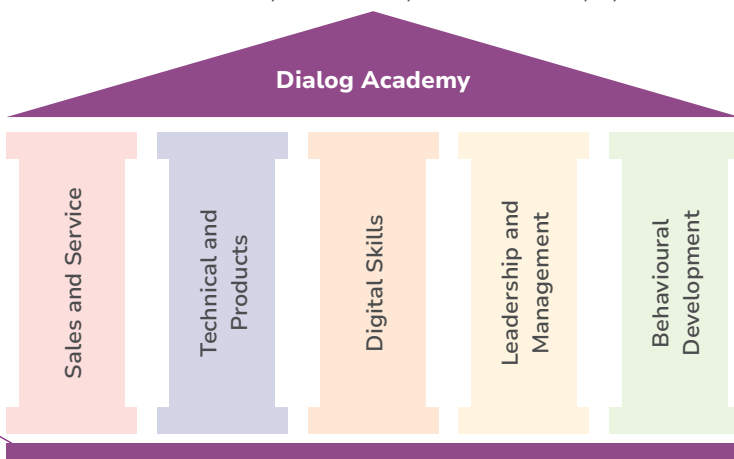 Dialog Academy
Sales and Service
Technical and
Products
Digital Skills
Leadership and
Management
Behavioural
Development